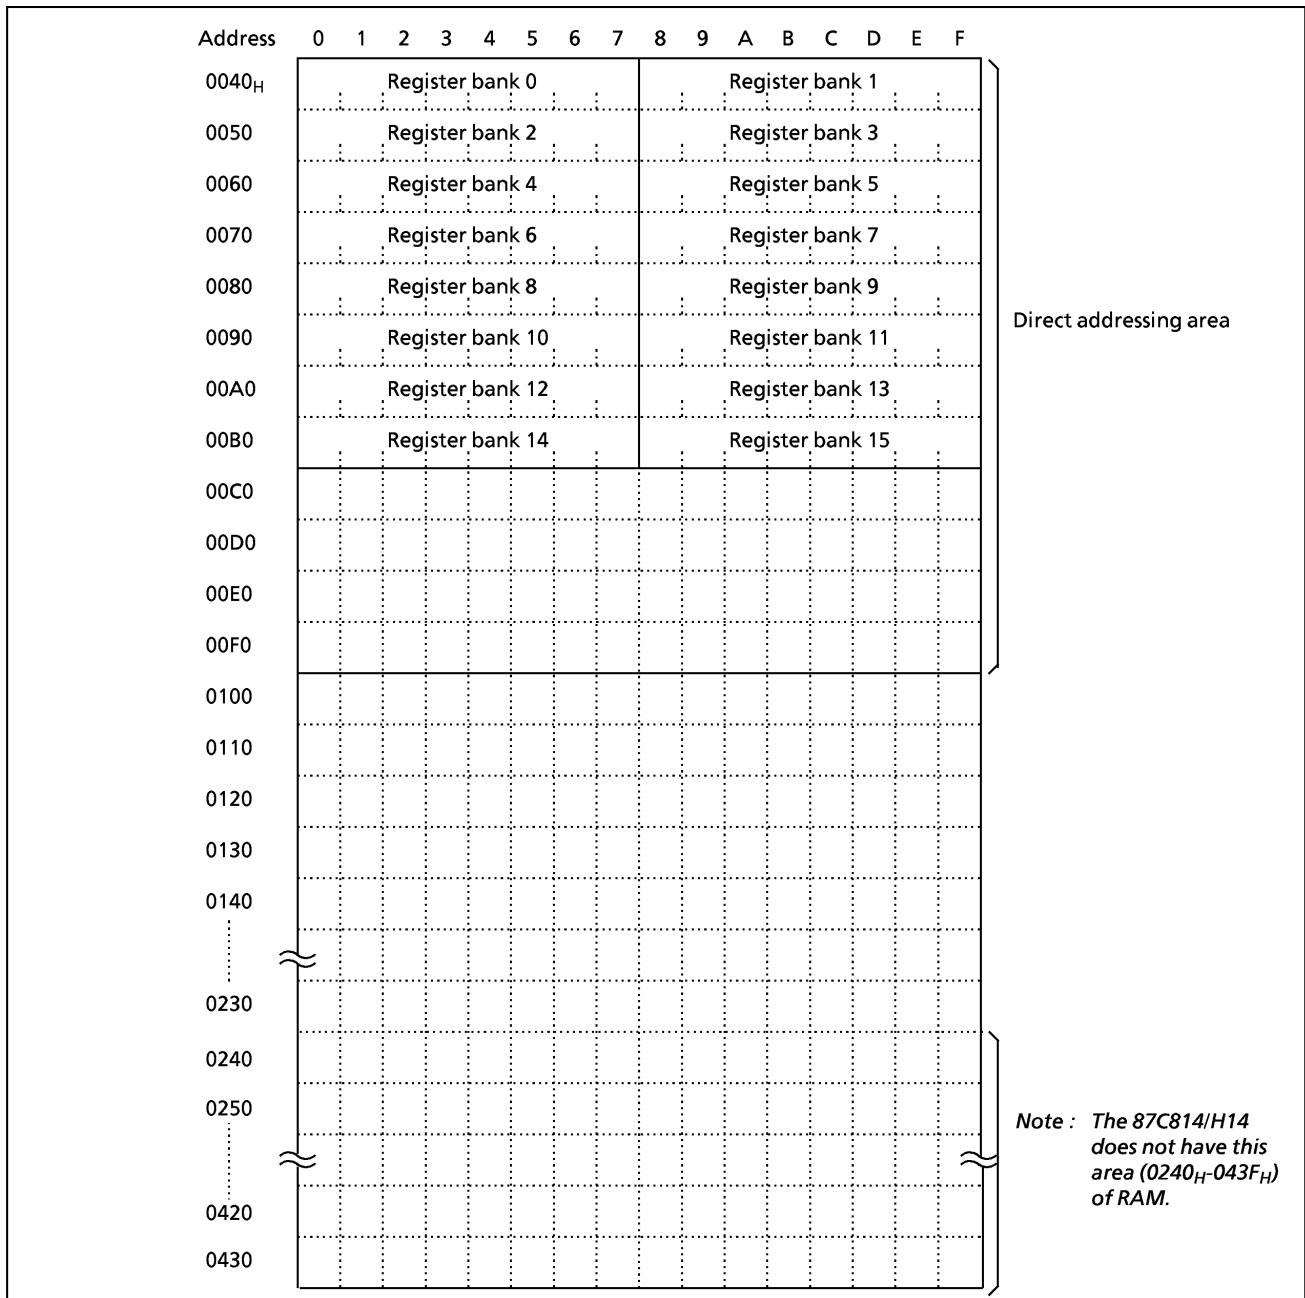 Address 0 1 2 3 4 5 6 7 8 9 A B C D E F
0040H Register bank 0 Register bank 1
0050 Register bank 2 Register bank 3
0060 Register bank 4 Register bank 5
0070 Register bank 6 Register bank 7
0080 Register bank 8 Register bank 9
0090 Register bank 10 Register bank 11
00A0 Register bank 12 Register bank 13
00B0 Register bank 14 Register bank 15
00C0
00D0
00E0
00F0
Direct addressing area
0100
0110
0120
0130
0140
0230
0240
0250
0420
0430
Note : The 87C814/H14
does not have this
area (0240H-043FH)
of RAM.